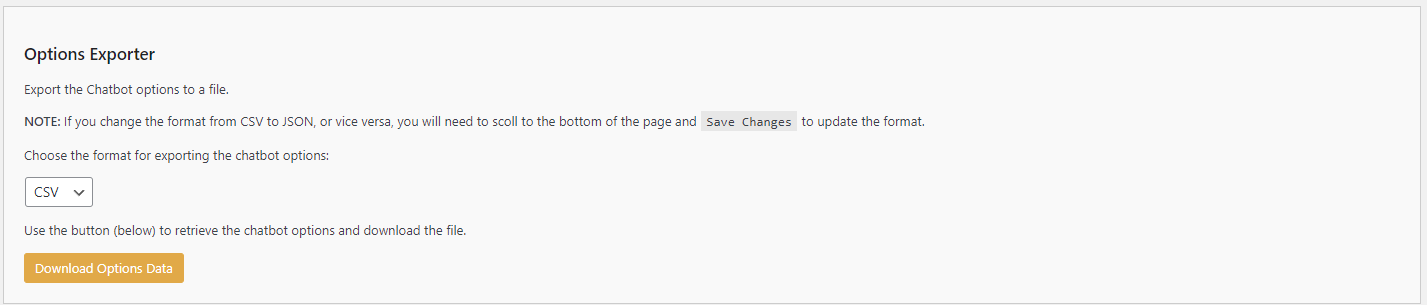 Options Exporter
Export the Chatbot options to a file.
NOTE: If you change the format from CSV to JSON, or vice versa, you will need to scoll to the bottom of the page and Save Changes to update the format.
Choose the format for exporting the chatbot options:
CSV
Use the button (below) to retrieve the chatbot options and download the file.
Download Options Data